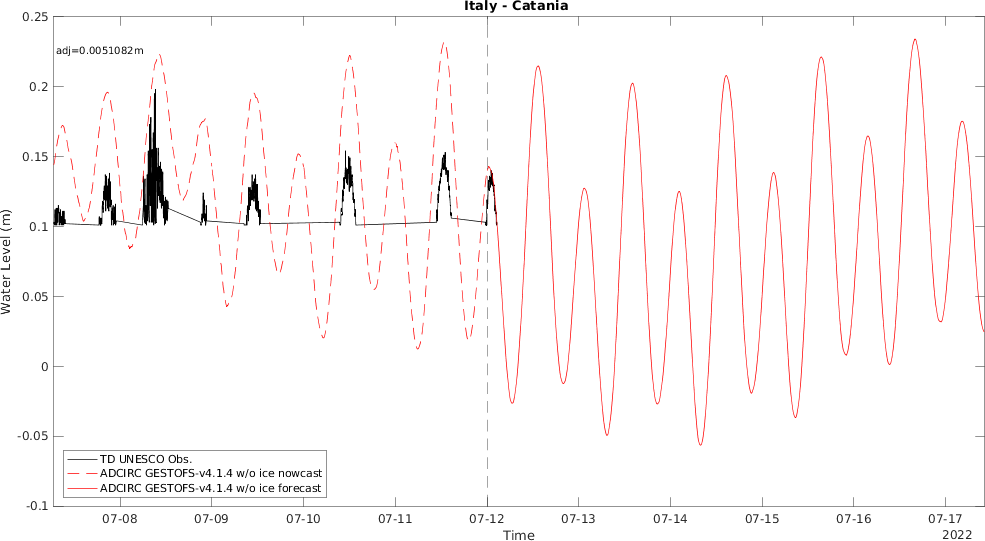 Italy - Catania
adj=0.0051082m
0.25
0.2
0.15
0.1
0.05
0
-0.05
-0.1
Water Level (m)
TD UNESCO Obs.
ADCIRC GESTOFS-v4.1.4 w/o ice nowcast
ADCIRC GESTOFS-v4.1.4 w/o ice forecast
07-08 07-09 07-10 07-11 07-12 07-13 07-14 07-15 07-16 07-17
Time
2022